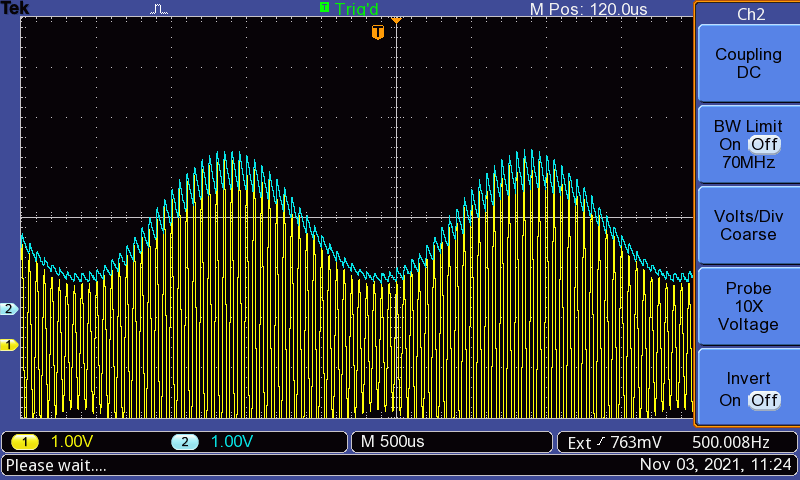 Tek
T Trig'd
M Pos: 120.0us
T
Ch2
Coupling
DC
BW Limit
On Off
70MHz
Volts/Div
Coarse
Probe
10X
Voltage
Invert
On Off
2
1
1 1.00V
2 1.00V
M 500us
Ext 763mV
500.008Hz
Please wait....
Nov 03, 2021, 11:24